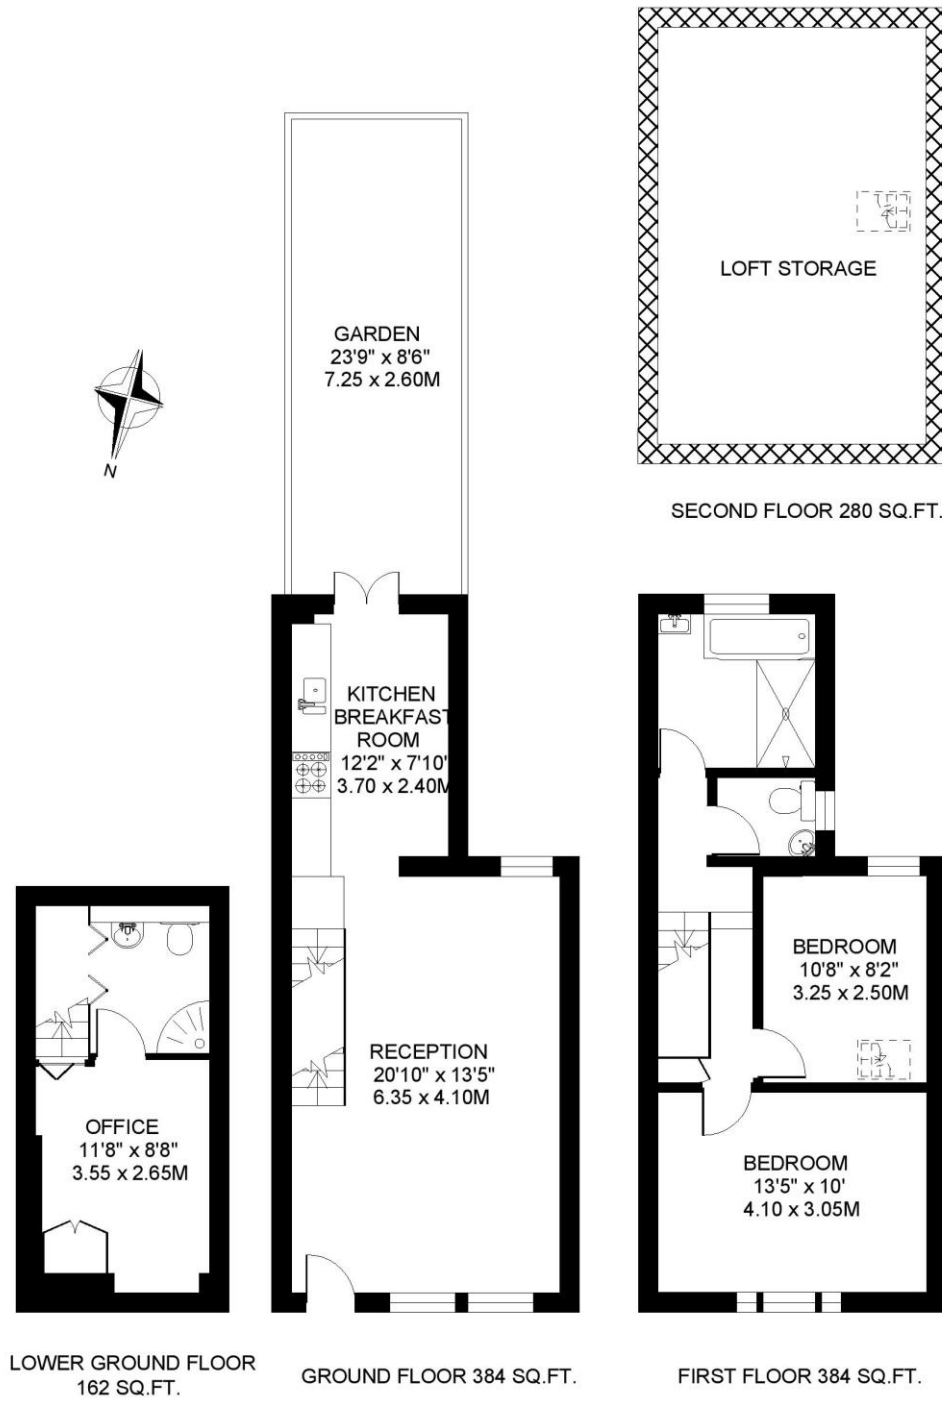 LOFT STORAGE
SECOND FLOOR 280 SQ.FT.
GARDEN
23'9" x 8'6"
7.25 x 2.60M
N
KITCHEN
BREAKFAST
ROOM
12'2" x 7'10'
3.70 x 2.40M
RECEPTION
20'10" x 13'5"
6.35 x 4.10M
OFFICE
11'8" x 8'8"
3.55 x 2.65M
BEDROOM
10'8" x 8'2"
3.25 x 2.50M
BEDROOM
13'5" x 10'
4.10 x 3.05M
LOWER GROUND FLOOR
162 SQ.FT.
GROUND FLOOR 384 SQ.FT.
FIRST FLOOR 384 SQ.FT.